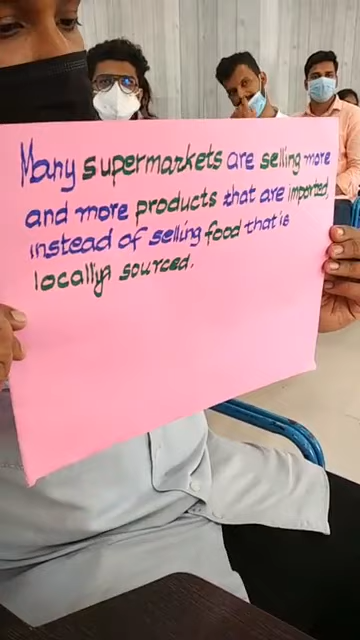 Many supermarkets are selling more
and more products that are imported,
instead of selling food that is
locally sourced.